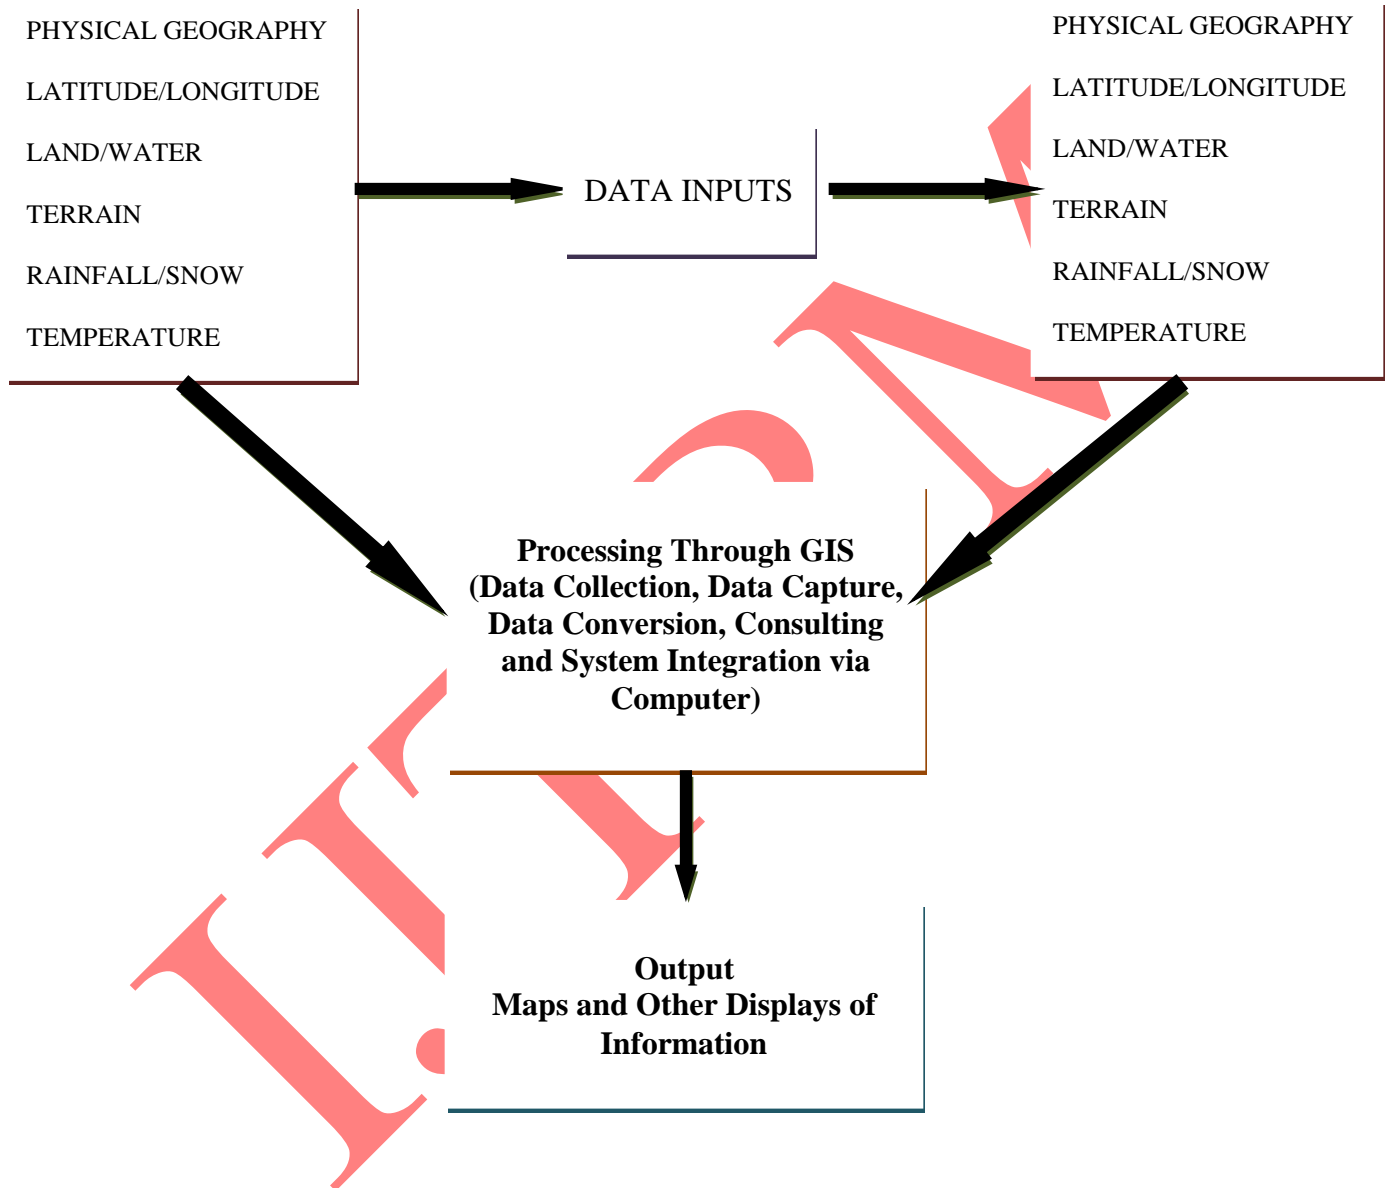 PHYSICAL GEOGRAPHY
LATITUDE/LONGITUDE
LAND/WATER
TERRAIN
RAINFALL/SNOW
TEMPERATURE
DATA INPUTS
PHYSICAL GEOGRAPHY
LATITUDE/LONGITUDE
LAND/WATER
TERRAIN
RAINFALL/SNOW
TEMPERATURE
Processing Through GIS
(Data Collection, Data Capture,
Data Conversion, Consulting
and System Integration via
Computer)
Output
Maps and Other Displays of
Information